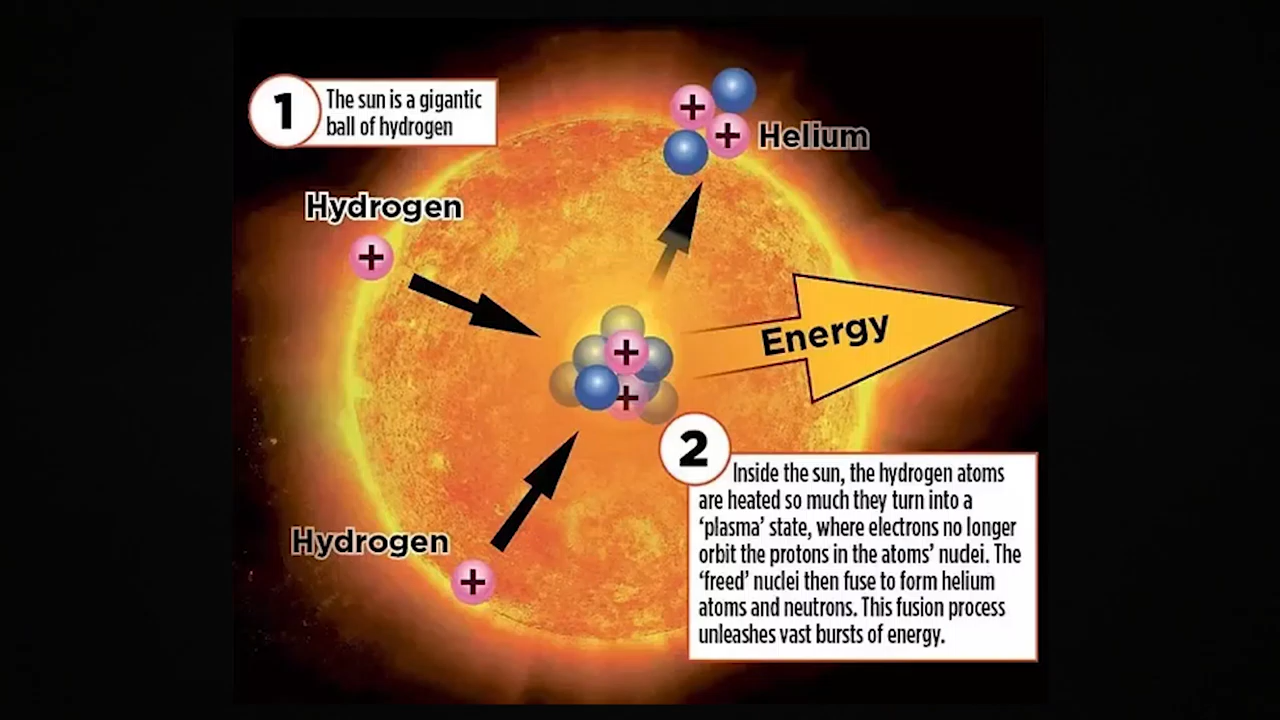 1
The sun is a gigantic
ball of hydrogen
Helium
Hydrogen
+
+
+
Energy
+
+
2
Inside the sun, the hydrogen atoms
are heated so much they turn into a
‘plasma’ state, where electrons no longer
orbit the protons in the atoms’ nuclei. The
‘freed’ nuclei then fuse to form helium
atoms and neutrons. This fusion process
unleashes vast bursts of energy.
Hydrogen
+